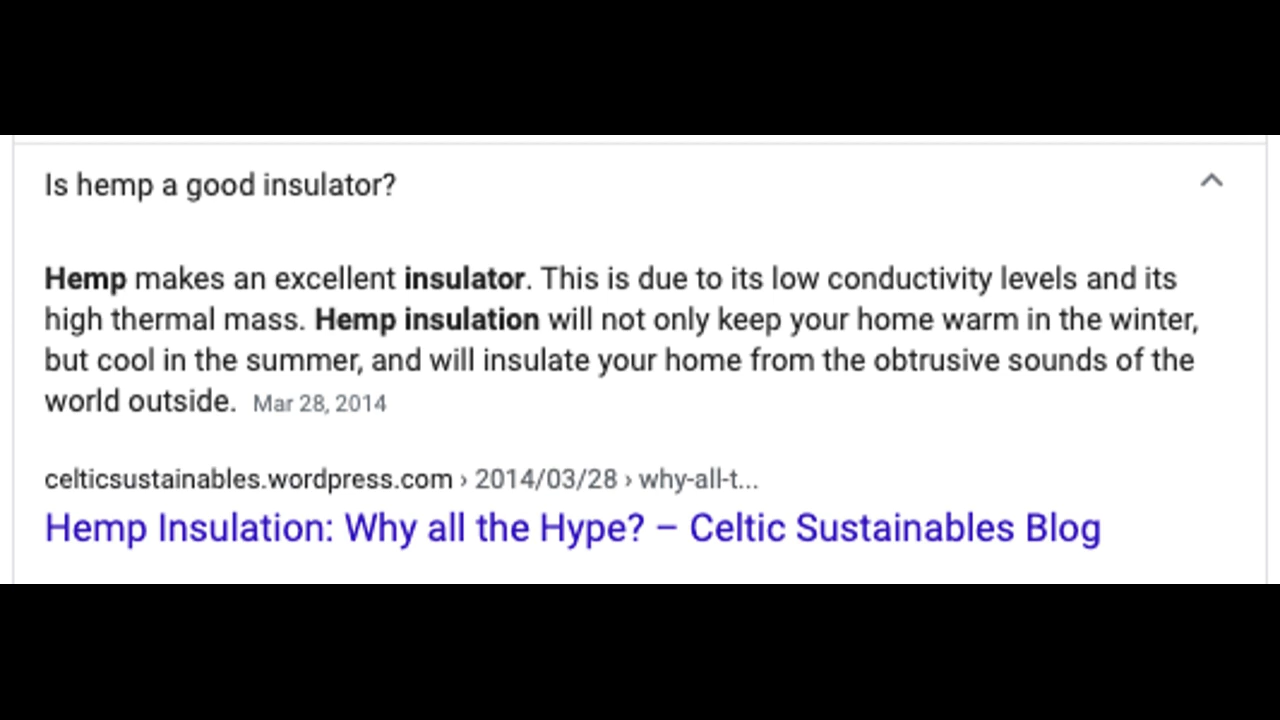 Is hemp a good insulator?
Hemp makes an excellent insulator. This is due to its low conductivity levels and its
high thermal mass. Hemp insulation will not only keep your home warm in the winter,
but cool in the summer, and will insulate your home from the obtrusive sounds of the
world outside. Mar 28, 2014
celticsustainables.wordpress.com › 2014/03/28 › why-all-t...
Hemp Insulation: Why all the Hype? – Celtic Sustainables Blog